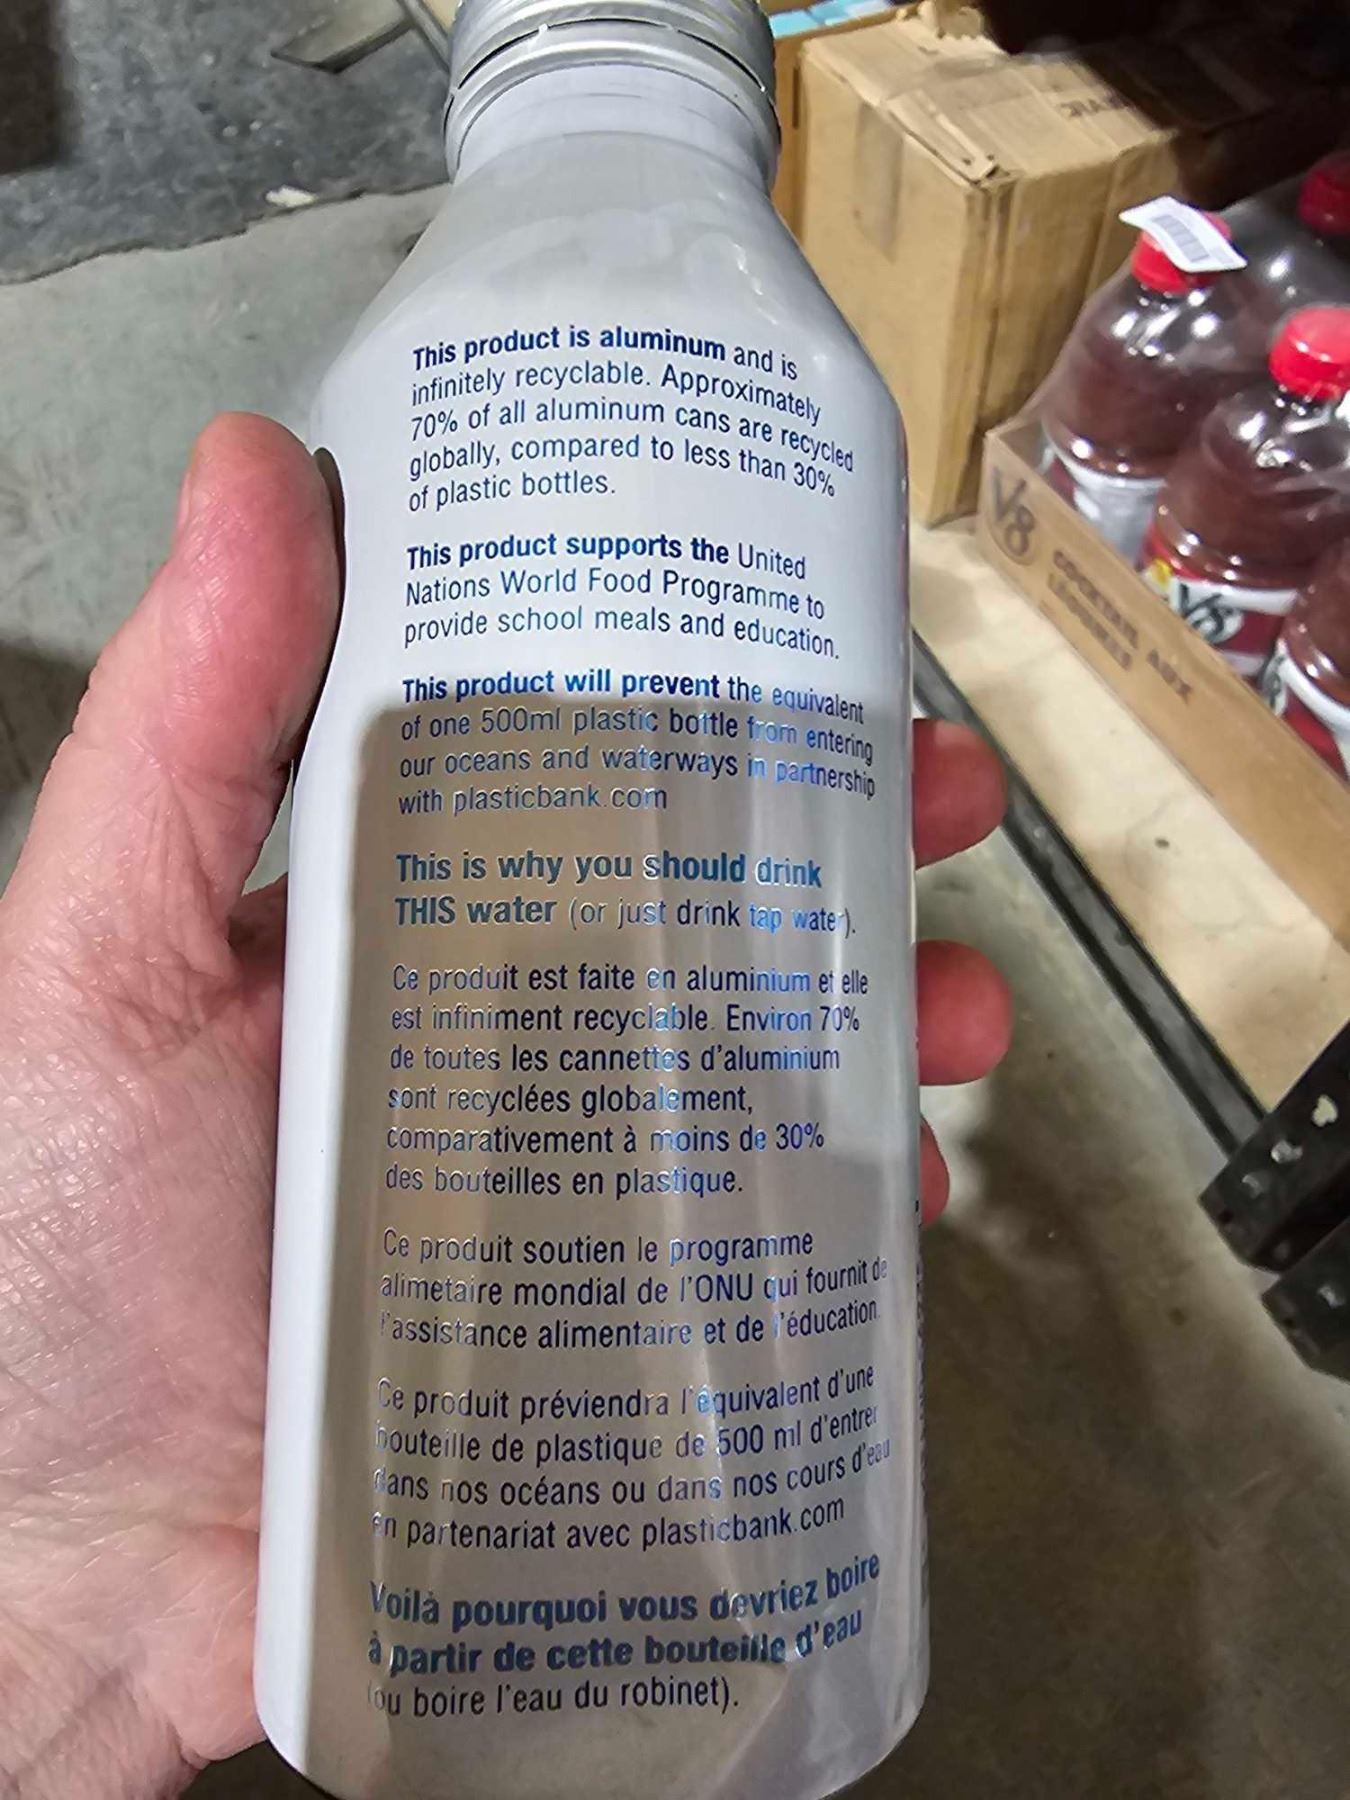 This product is aluminum and is
infinitely recyclable. Approximately
70% of all aluminum cans are recycled
globally, compared to less than 30%
of plastic bottles.
This product supports the United
Nations World Food Programme to
provide school meals and education.
This product will prevent the equivalent
of one 500ml plastic bottle from entering
our oceans and waterways in partnership
with plasticbank.com
This is why you should drink
THIS water (or just drink tap water).
Ce produit est faite en aluminium et elle
est infiniment recyclable. Environ 70%
de toutes les cannettes d'aluminium
sont recyclées globalement,
comparativement à moins de 30%
des bouteilles en plastique.
Ce produit soutien le programme
alimetaire mondial de l'ONU qui fournit de
l'assistance alimentaire et de l'éducation.
Ce produit préviendra l'équivalent d'une
bouteille de plastique de 500 ml d'entrer
dans nos océans ou dans nos cours d'eau
en partenariat avec plasticbank.com
Voilà pourquoi vous devriez boire
à partir de cette bouteille d'eau
(ou boire l'eau du robinet).
V8
COCKTAIL AUX
LÉGUMES
V8